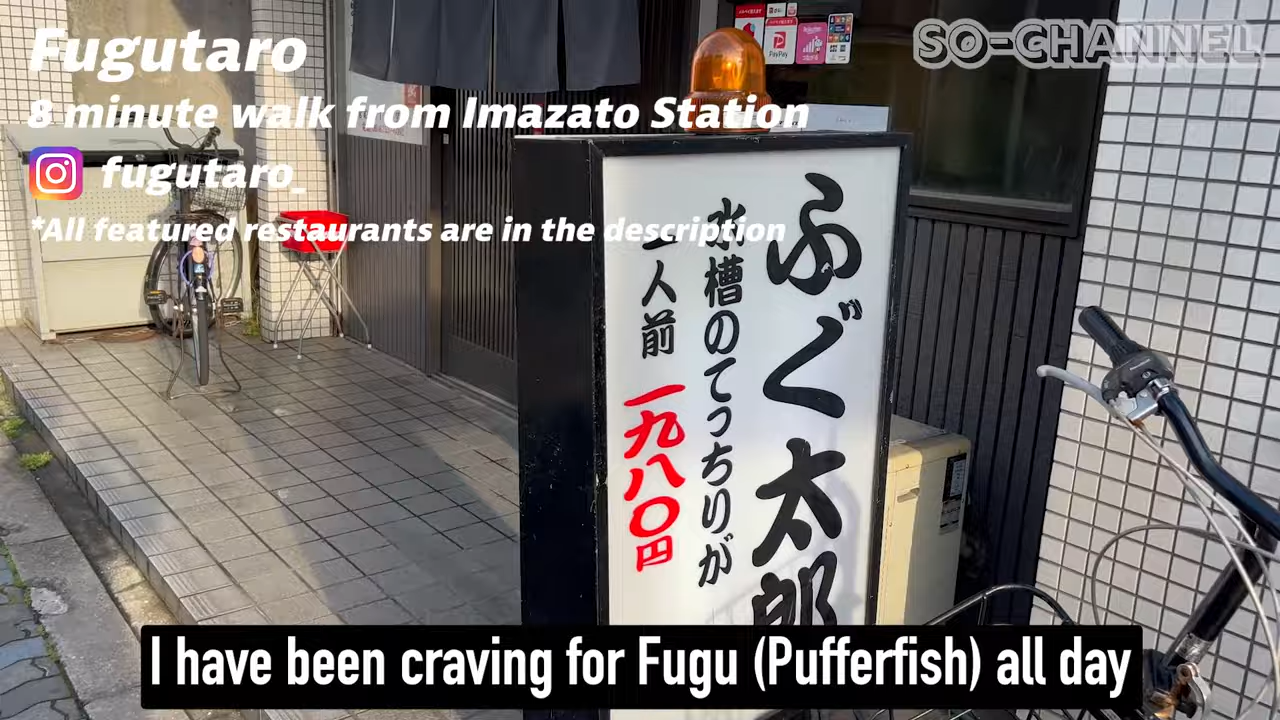 Fugutaro
SO-CHANNEL
8 minute walk from Imazato Station
fugutaro_
*All featured restaurants are in the description
PayPay
ふぐ太郎
水槽のてっちりが
一人前 一九八〇円
I have been craving for Fugu (Pufferfish) all day